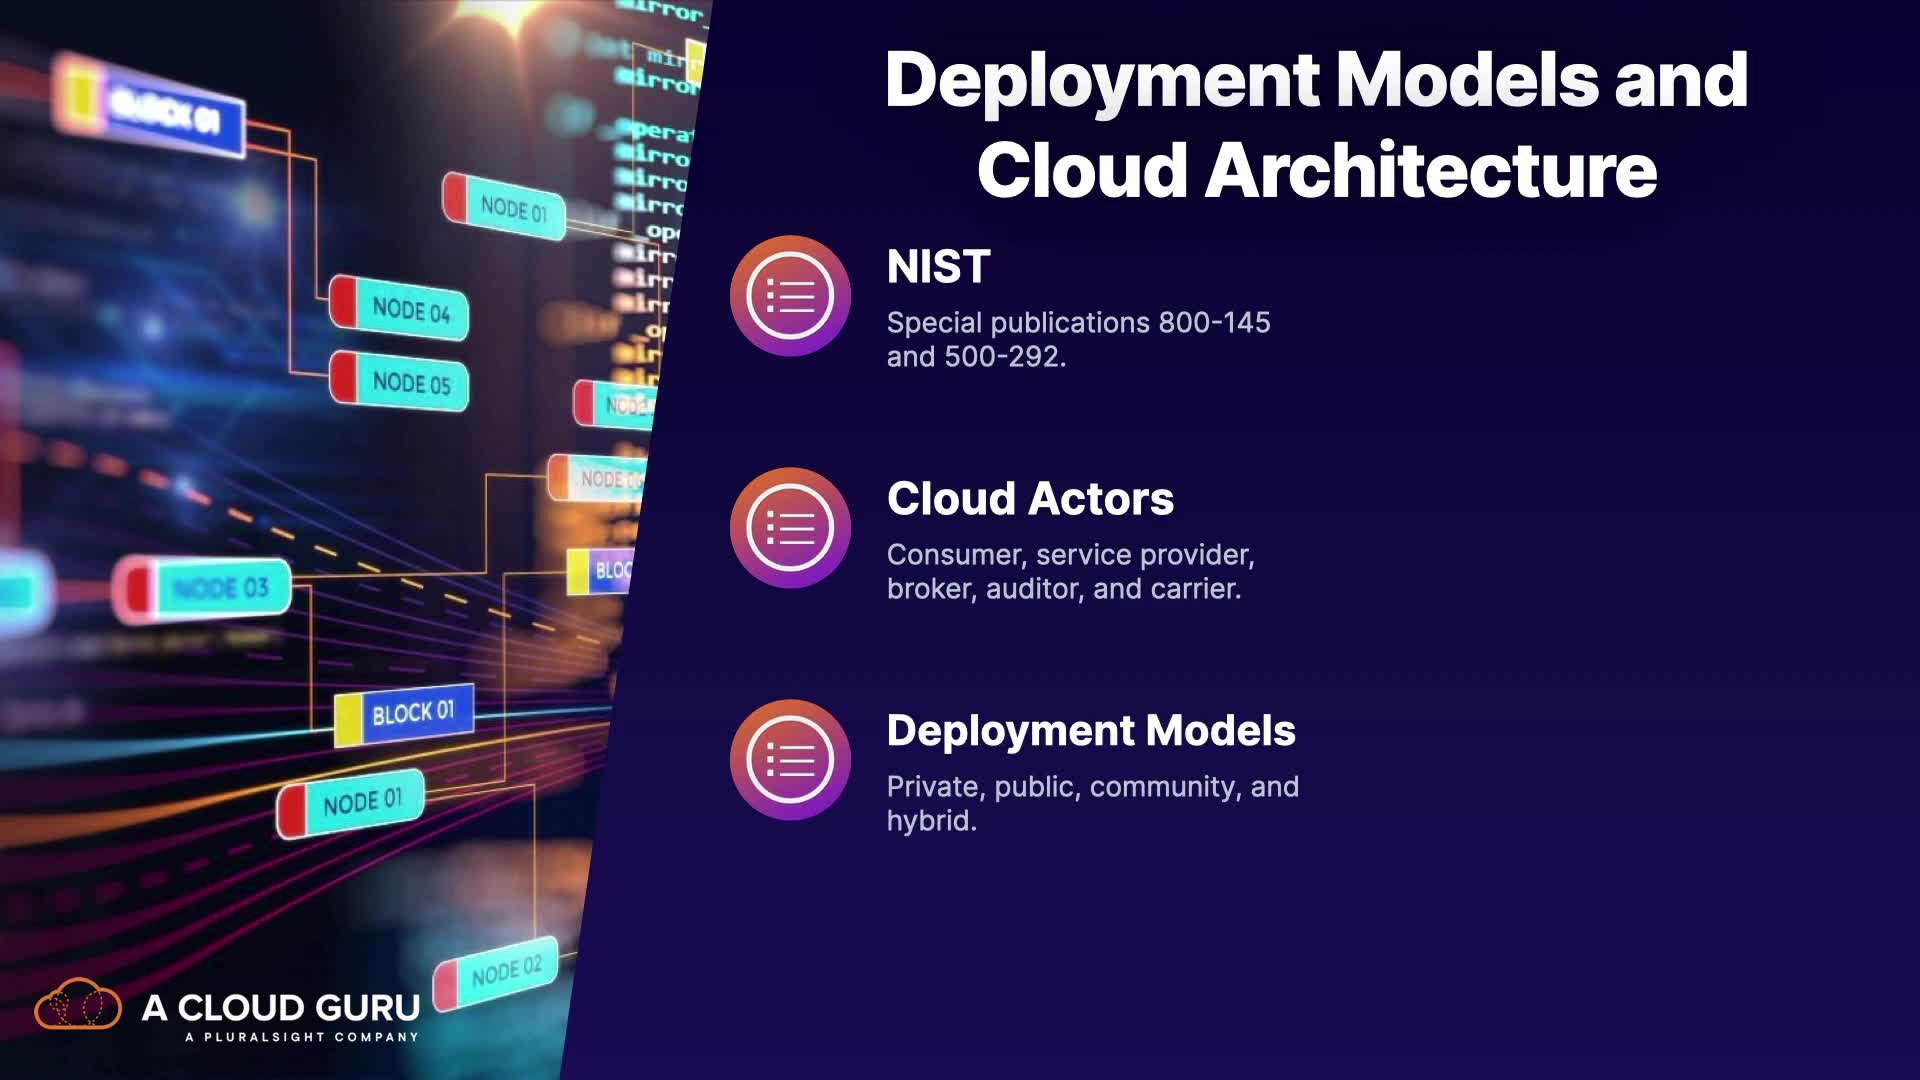 Deployment Models and
Cloud Architecture
NIST
Special publications 800-145
and 500-292.
Cloud Actors
Consumer, service provider,
broker, auditor, and carrier.
Deployment Models
Private, public, community, and
hybrid.
BLOCK 01
NODE 01
NODE 04
NODE 05
NODE 03
BLOCK 01
NODE 01
NODE 02
A CLOUD GURU
A PLURALSIGHT COMPANY